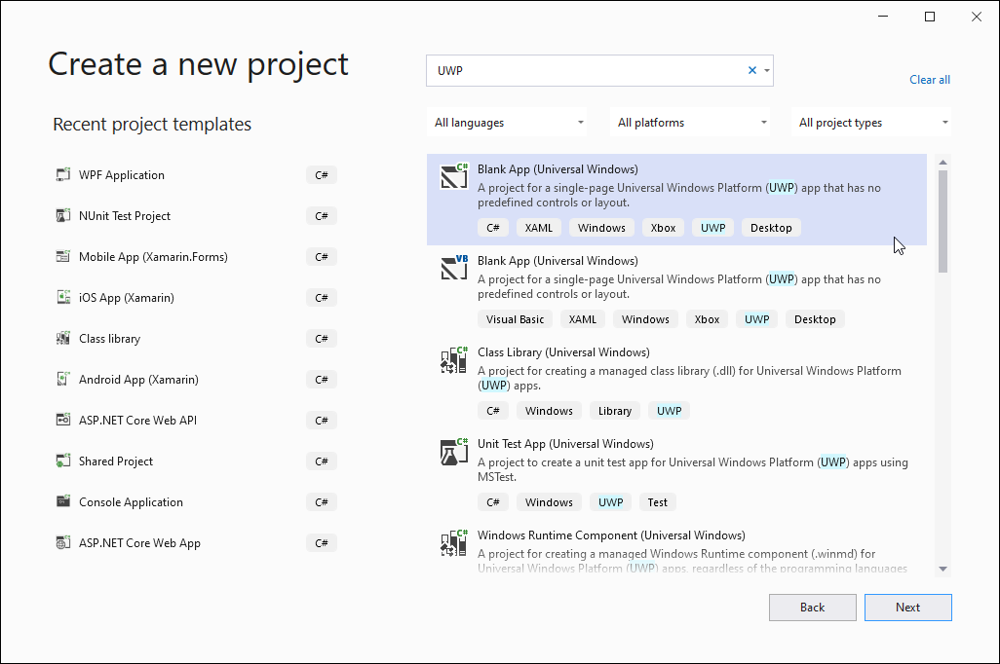 Create a new project
UWP
Clear all
Recent project templates
All languages
All platforms
All project types
WPF Application C#
NUnit Test Project C#
Mobile App (Xamarin.Forms) C#
iOS App (Xamarin) C#
Class library C#
Android App (Xamarin) C#
ASP.NET Core Web API C#
Shared Project C#
Console Application C#
ASP.NET Core Web App C#
C#
Blank App (Universal Windows)
A project for a single-page Universal Windows Platform (UWP) app that has no
predefined controls or layout.
C# XAML Windows Xbox UWP Desktop
VB
Blank App (Universal Windows)
A project for a single-page Universal Windows Platform (UWP) app that has no
predefined controls or layout.
Visual Basic XAML Windows Xbox UWP Desktop
C#
Class Library (Universal Windows)
A project for creating a managed class library (.dll) for Universal Windows Platform
(UWP) apps.
C# Windows Library UWP
C#
Unit Test App (Universal Windows)
A project to create a unit test app for Universal Windows Platform (UWP) apps using
MSTest.
C# Windows UWP Test
C#
Windows Runtime Component (Universal Windows)
A project for creating a managed Windows Runtime component (.winmd) for
Universal Windows Platform (UWP) apps, regardless of the programming languages
Back
Next